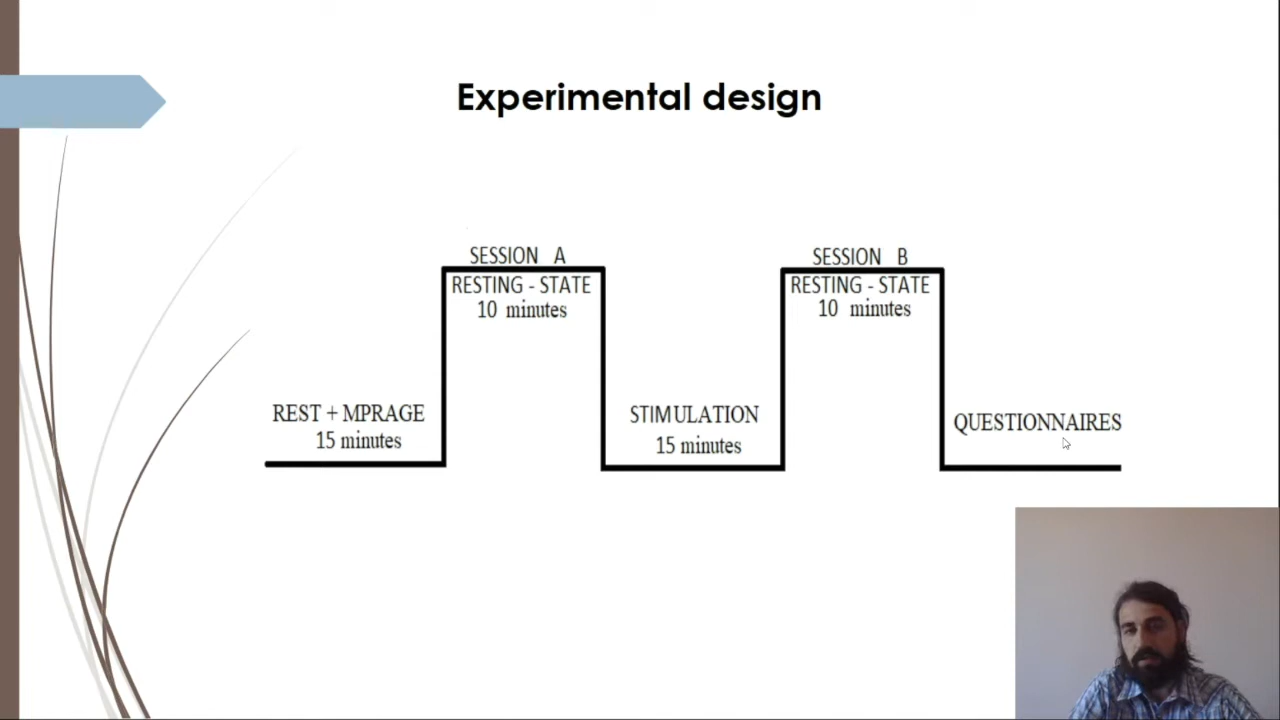 Experimental design
SESSION A
RESTING - STATE
10 minutes
SESSION B
RESTING - STATE
10 minutes
REST + MPRAGE
15 minutes
STIMULATION
15 minutes
QUESTIONNAIRES